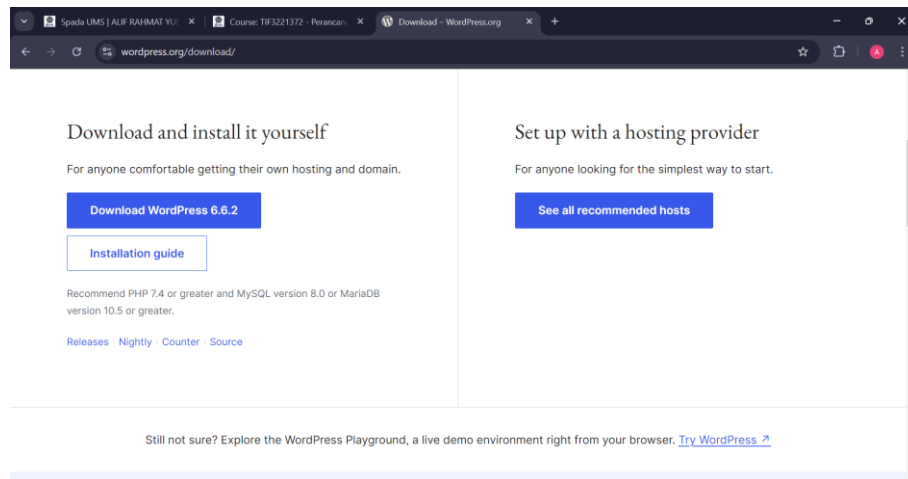 Spada UMS | ALIF RAHMAT YU
Course: TIF3221372 - Perancan
Download – WordPress.org
wordpress.org/download/
A
Download and install it yourself
For anyone comfortable getting their own hosting and domain.
Download WordPress 6.6.2
Installation guide
Recommend PHP 7.4 or greater and MySQL version 8.0 or MariaDB
version 10.5 or greater.
Releases · Nightly · Counter · Source
Set up with a hosting provider
For anyone looking for the simplest way to start.
See all recommended hosts
Still not sure? Explore the WordPress Playground, a live demo environment right from your browser. Try WordPress ↗